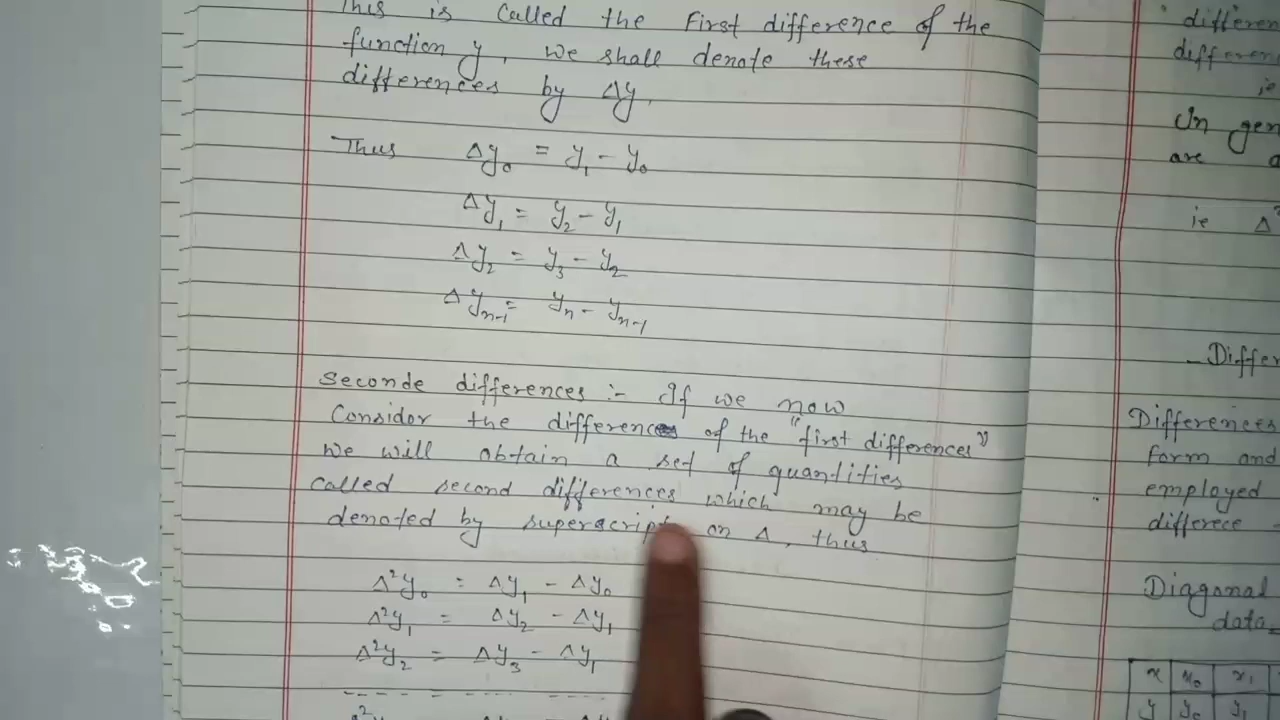 This is called the First difference of the
function y, we shall denote these
differences by Δy.
Thus Δy₀ = y₁ - y₀
Δy₁ = y₂ - y₁
Δy₂ = y₃ - y₂
Δyₙ₋₁ = yₙ - yₙ₋₁
Seconde differences :- If we now
Consider the differences of the "first differences"
We will obtain a set of quantities
called second differences which may be
denoted by superscript on Δ, thus
Δ²y₀ = Δy₁ - Δy₀
Δ²y₁ = Δy₂ - Δy₁
Δ²y₂ = Δy₃ - Δy₁
ie
In
are
ie
Differences
form and
employed
differece
Diagonal
data
x x₀ x₁
y y₀ y₁